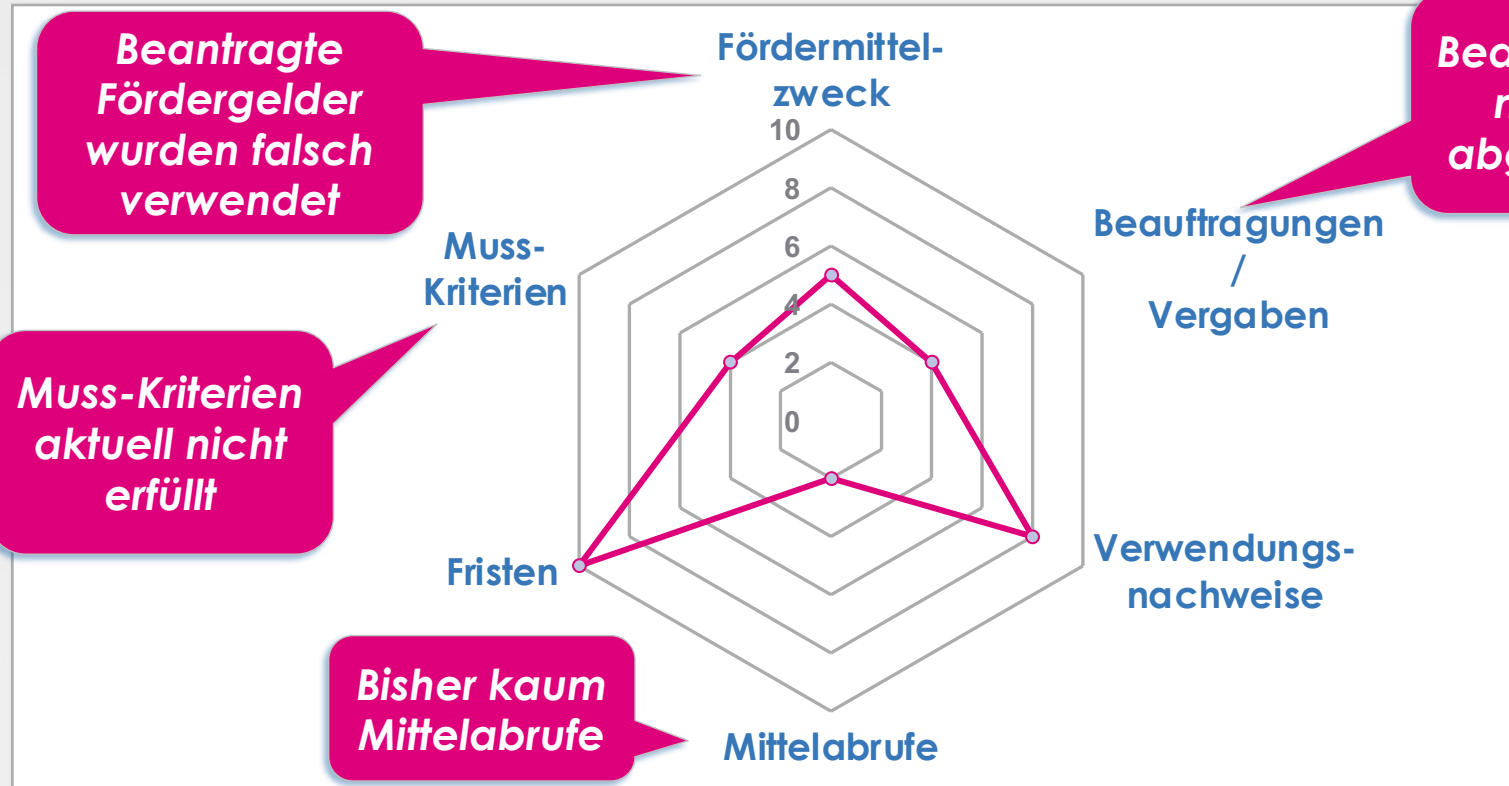 Beantragte
Fördergelder
wurden falsch
verwendet
Fördermittel-
zweck
10
8
6
4
2
0
Beauftragungen
/
Vergaben
Muss-
Kriterien
Muss-Kriterien
aktuell nicht
erfüllt
Fristen
Verwendungs-
nachweise
Bisher kaum
Mittelabrufe
Mittelabrufe